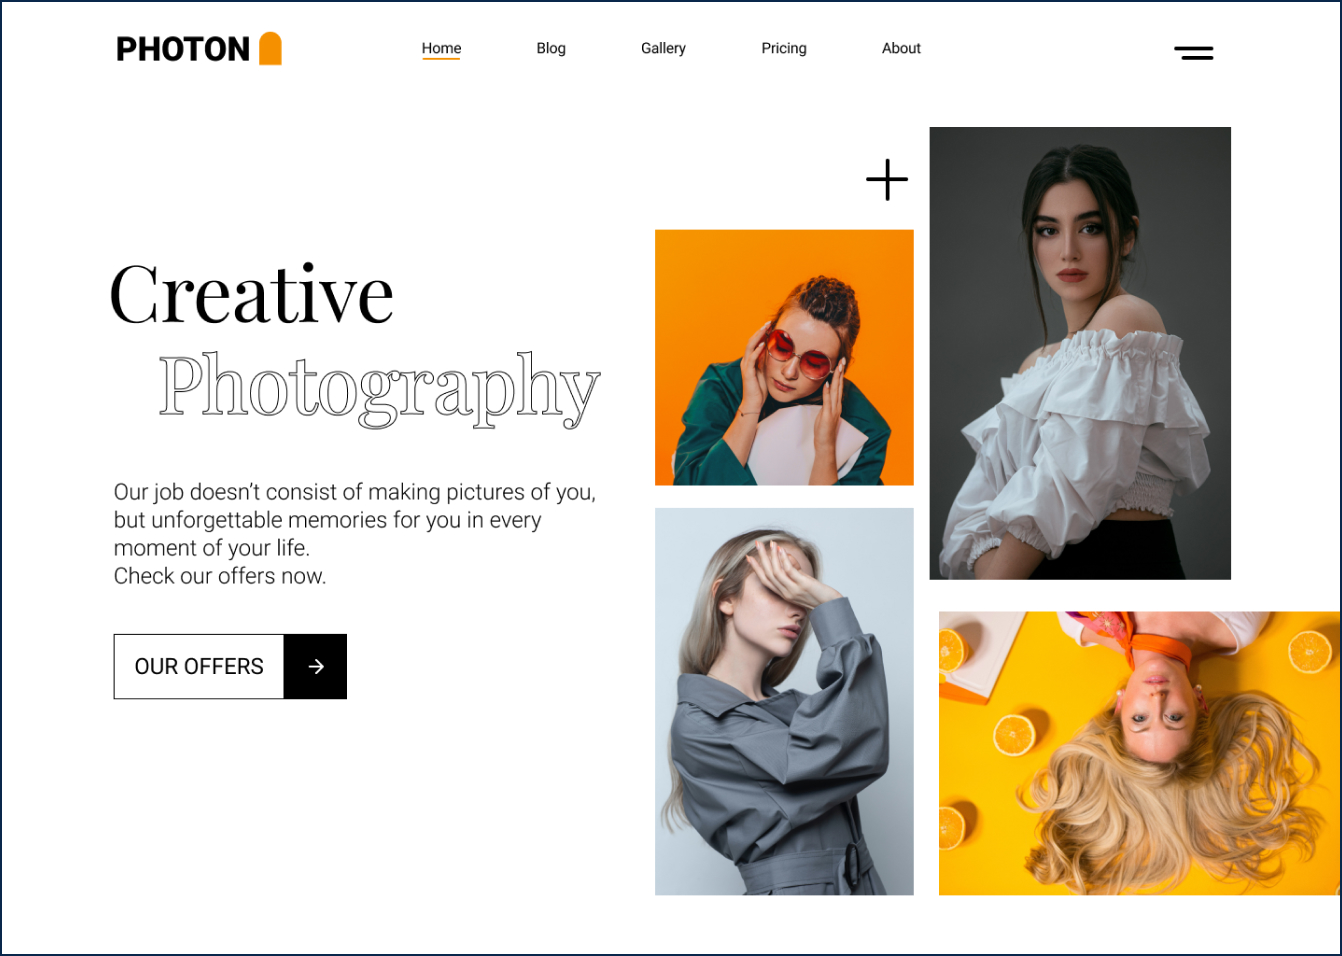 PHOTON
Home
Blog
Gallery
Pricing
About
Creative
Photography
Our job doesn’t consist of making pictures of you,
but unforgettable memories for you in every
moment of your life.
Check our offers now.
OUR OFFERS